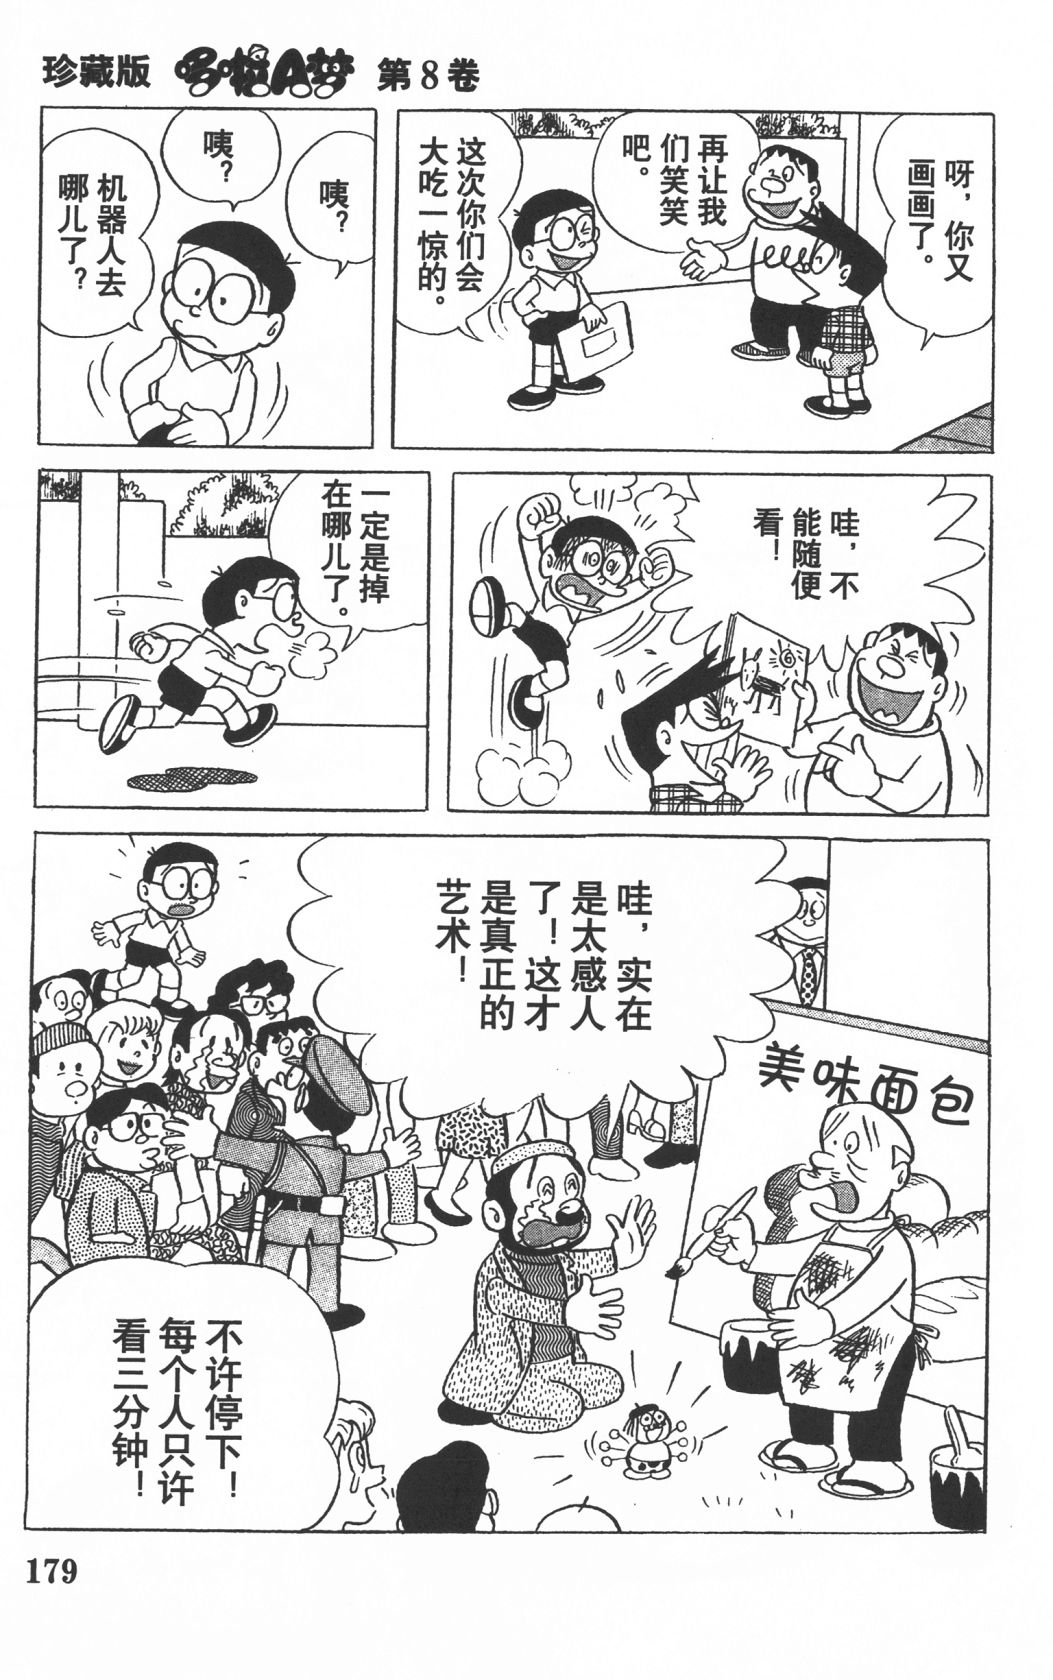 珍藏版 哆啦A梦 第8卷
呀，你又
画画了。
再让我
们笑笑
吧。
这次你们会
大吃一惊的。
咦？
咦？
机器人去
哪儿了？
哇，不
能随便
看！
一定是掉
在哪儿了。
哇，实在
是太感人
了！这才
是真正的
艺术！
美味面包
不许停下！
每个人只许
看三分钟！
179